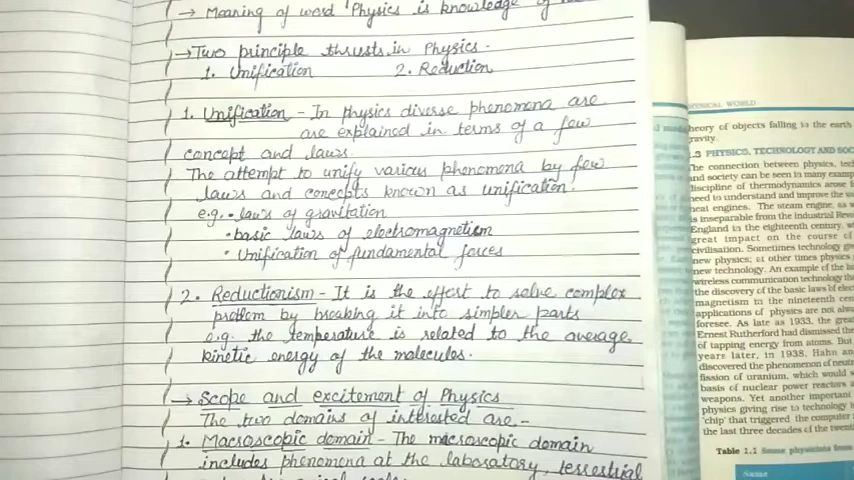 → Meaning of word Physics is knowledge of
→ Two principle thrusts in Physics.
1. Unification 2. Reduction
1. Unification - In physics diverse phenomena are
are explained in terms of a few
concept and laws.
The attempt to unify various phenomena by few
laws and concepts known as unification.
e.g. • laws of gravitation
• basic laws of electromagnetism
• Unification of fundamental forces
2. Reductionism - It is the effort to solve complex
problem by breaking it into simpler parts
e.g. the temperature is related to the average
kinetic energy of the molecules.
→ Scope and excitement of Physics
The two domains of interested are -
1. Macroscopic domain - The macroscopic domain
includes phenomena at the laboratory, terrestrial
PHYSICAL WORLD
theory of objects falling to the earth
gravity.
PHYSICS, TECHNOLOGY AND SOC
The connection between physics, tech
and society can be seen in many examp
discipline of thermodynamics arose
need to understand and improve the w
heat engines. The steam engine, as w
is inseparable from the Industrial Revo
England in the eighteenth century, w
great impact on the course of
civilisation. Sometimes technology g
new physics; at other times physics
new technology. An example of the la
wireless communication technology th
the discovery of the basic laws of elect
magnetism in the nineteenth cen
applications of physics are not alwa
foresee. As late as 1933, the great
Ernest Rutherford had dismissed the
of tapping energy from atoms. But
years later, in 1938, Hahn and
discovered the phenomenon of neutr
fission of uranium, which would
basis of nuclear power reactors a
weapons. Yet another important
physics giving rise to technology i
'chip' that triggered the computer
the last three decades of the twenti
Table 1.1 Some physicists from
Name